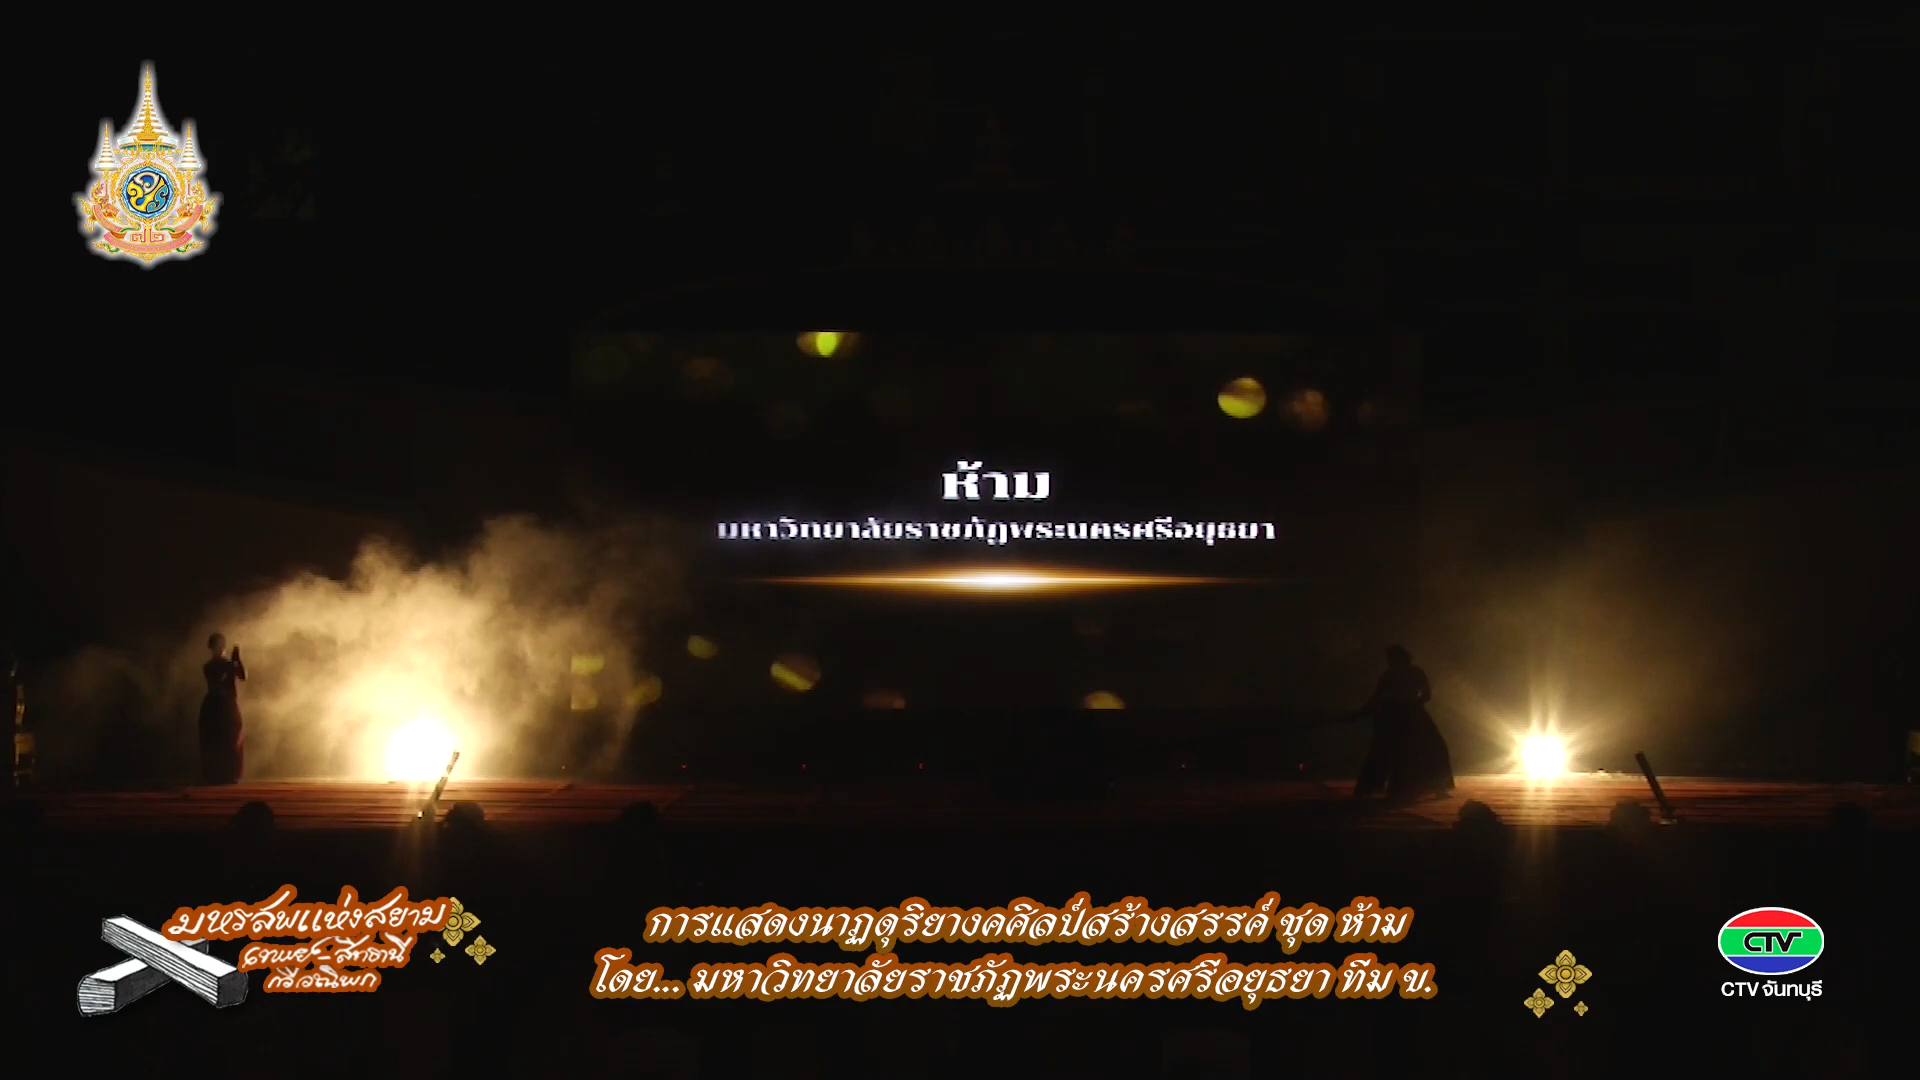 ห้าม
มหาวิทยาลัยราชภัฏพระนครศรีอยุธยา
มหรสพแห่งสยาม
การแสดงนาฏดุริยางคศิลป์สร้างสรรค์ ชุด ห้าม
โดย... มหาวิทยาลัยราชภัฏพระนครศรีอยุธยา ทีม ข.
CTV
CTV จันทบุรี